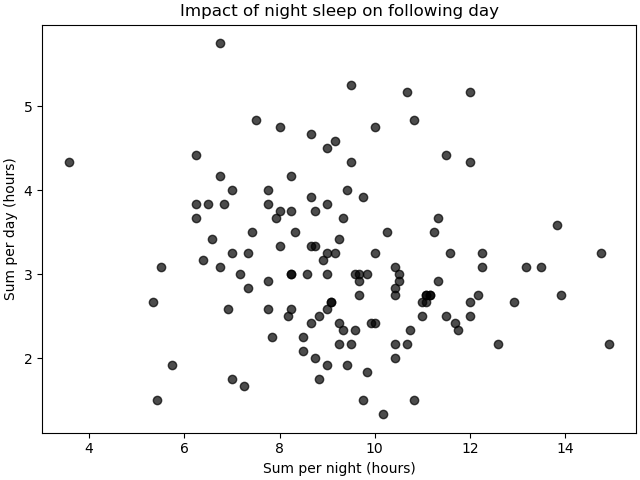 Impact of night sleep on following day
Sum per day (hours)
5
4
3
2
4 6 8 10 12 14
Sum per night (hours)